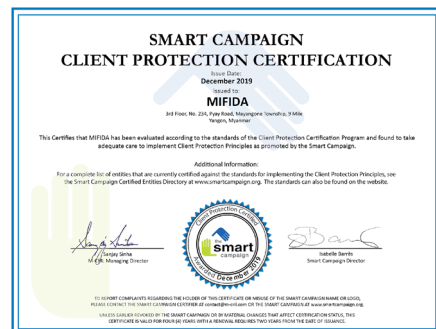 SMART CAMPAIGN
CLIENT PROTECTION CERTIFICATION
Issue Date:
December 2019
Issued to:
MIFIDA
3rd Floor, No. 234, Pyay Road, Mayangone Township, 9 Mile
Yangon, Myanmar
This Certifies that MIFIDA has been evaluated according to the standards of the Client Protection Certification Program and found to take
adequate care to implement Client Protection Principles as promoted by the Smart Campaign.
Additional Information:
For a complete list of entities that are currently certified against the standards for implementing the Client Protection Principles, see
the Smart Campaign Certified Entities Directory at www.smartcampaign.org. The standards can also be found on the website.
Client Protection Certified
the
smart
campaign
Awarded December 2019
Sanjay Sinha
Managing Director
Isabelle Barrès
Smart Campaign Director
TO REPORT COMPLAINTS REGARDING THE HOLDER OF THIS CERTIFICATE OR MISUSE OF THE SMART CAMPAIGN NAME OR LOGO,
PLEASE CONTACT THE SMART CAMPAIGN CERTIFIER AT contact@m-cril.com OR THE SMART CAMPAIGN AT www.smartcampaign.org.
UNLESS EARLIER REVOKED BY THE SMART CAMPAIGN OR BY MATERIAL CHANGES THAT AFFECT CERTIFICATION STATUS, THIS
CERTIFICATE IS VALID FOR FOUR (4) YEARS WITH A RENEWAL REQUIRES TWO YEARS FROM THE DATE OF ISSUANCE.